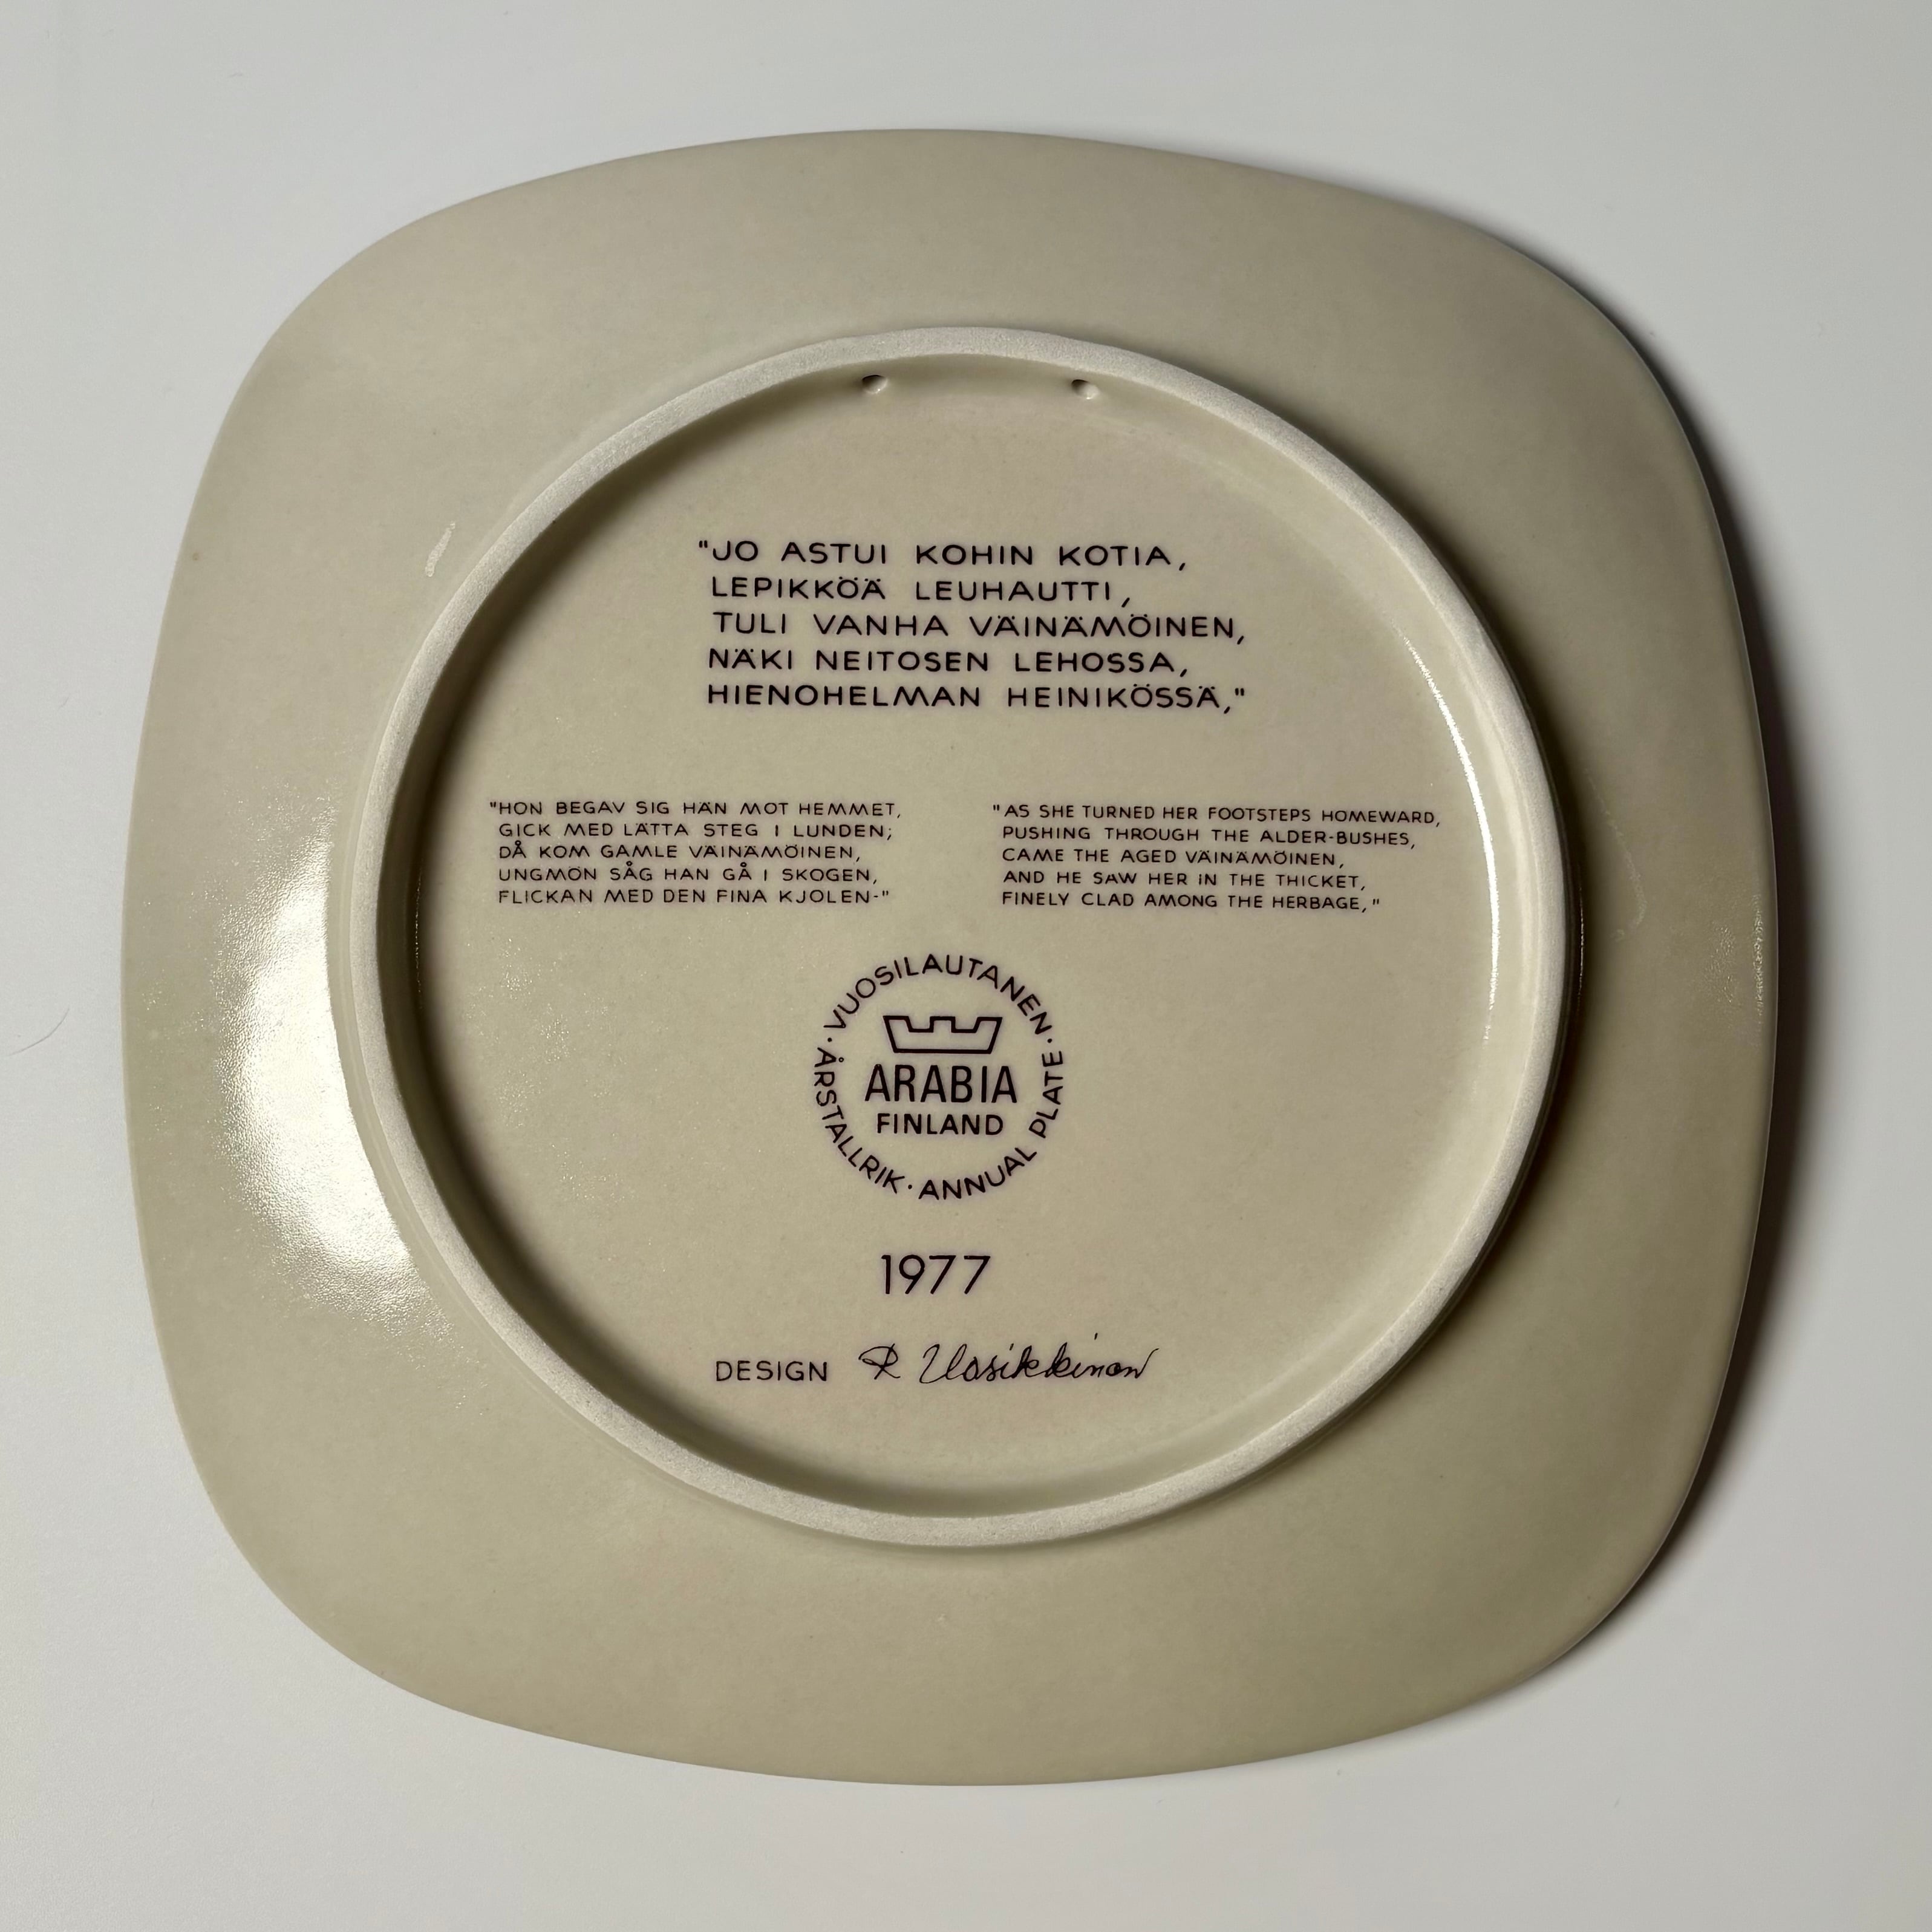 "JO ASTUI KOHIN KOTIA,
LEPIKKÖÄ LEUHAUTTI,
TULI VANHA VÄINÄMÖINEN,
NÄKI NEITOSEN LEHOSSA,
HIENOHELMAN HEINIKÖSSÄ,"
"HON BEGAV SIG HÄN MOT HEMMET,
GICK MED LÄTTA STEG I LUNDEN;
DÅ KOM GAMLE VÄINÄMÖINEN,
UNGMÖN SÅG HAN GÅ I SKOGEN,
FLICKAN MED DEN FINA KJOLEN-"
"AS SHE TURNED HER FOOTSTEPS HOMEWARD,
PUSHING THROUGH THE ALDER-BUSHES,
CAME THE AGED VÄINÄMÖINEN,
AND HE SAW HER IN THE THICKET,
FINELY CLAD AMONG THE HERBAGE,"
· VUOSILAUTANEN ·
ARABIA
FINLAND
ÅRSTALLRIK · ANNUAL PLATE
1977
DESIGN R Uosikkinen